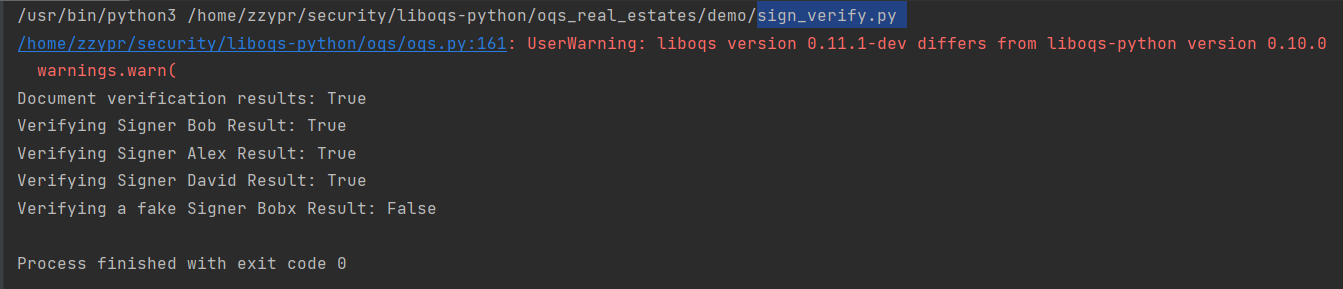 /usr/bin/python3 /home/zzypr/security/liboqs-python/oqs_real_estates/demo/sign_verify.py
/home/zzypr/security/liboqs-python/oqs/oqs.py:161: UserWarning: liboqs version 0.11.1-dev differs from liboqs-python version 0.10.0
  warnings.warn(
Document verification results: True
Verifying Signer Bob Result: True
Verifying Signer Alex Result: True
Verifying Signer David Result: True
Verifying a fake Signer Bobx Result: False
Process finished with exit code 0